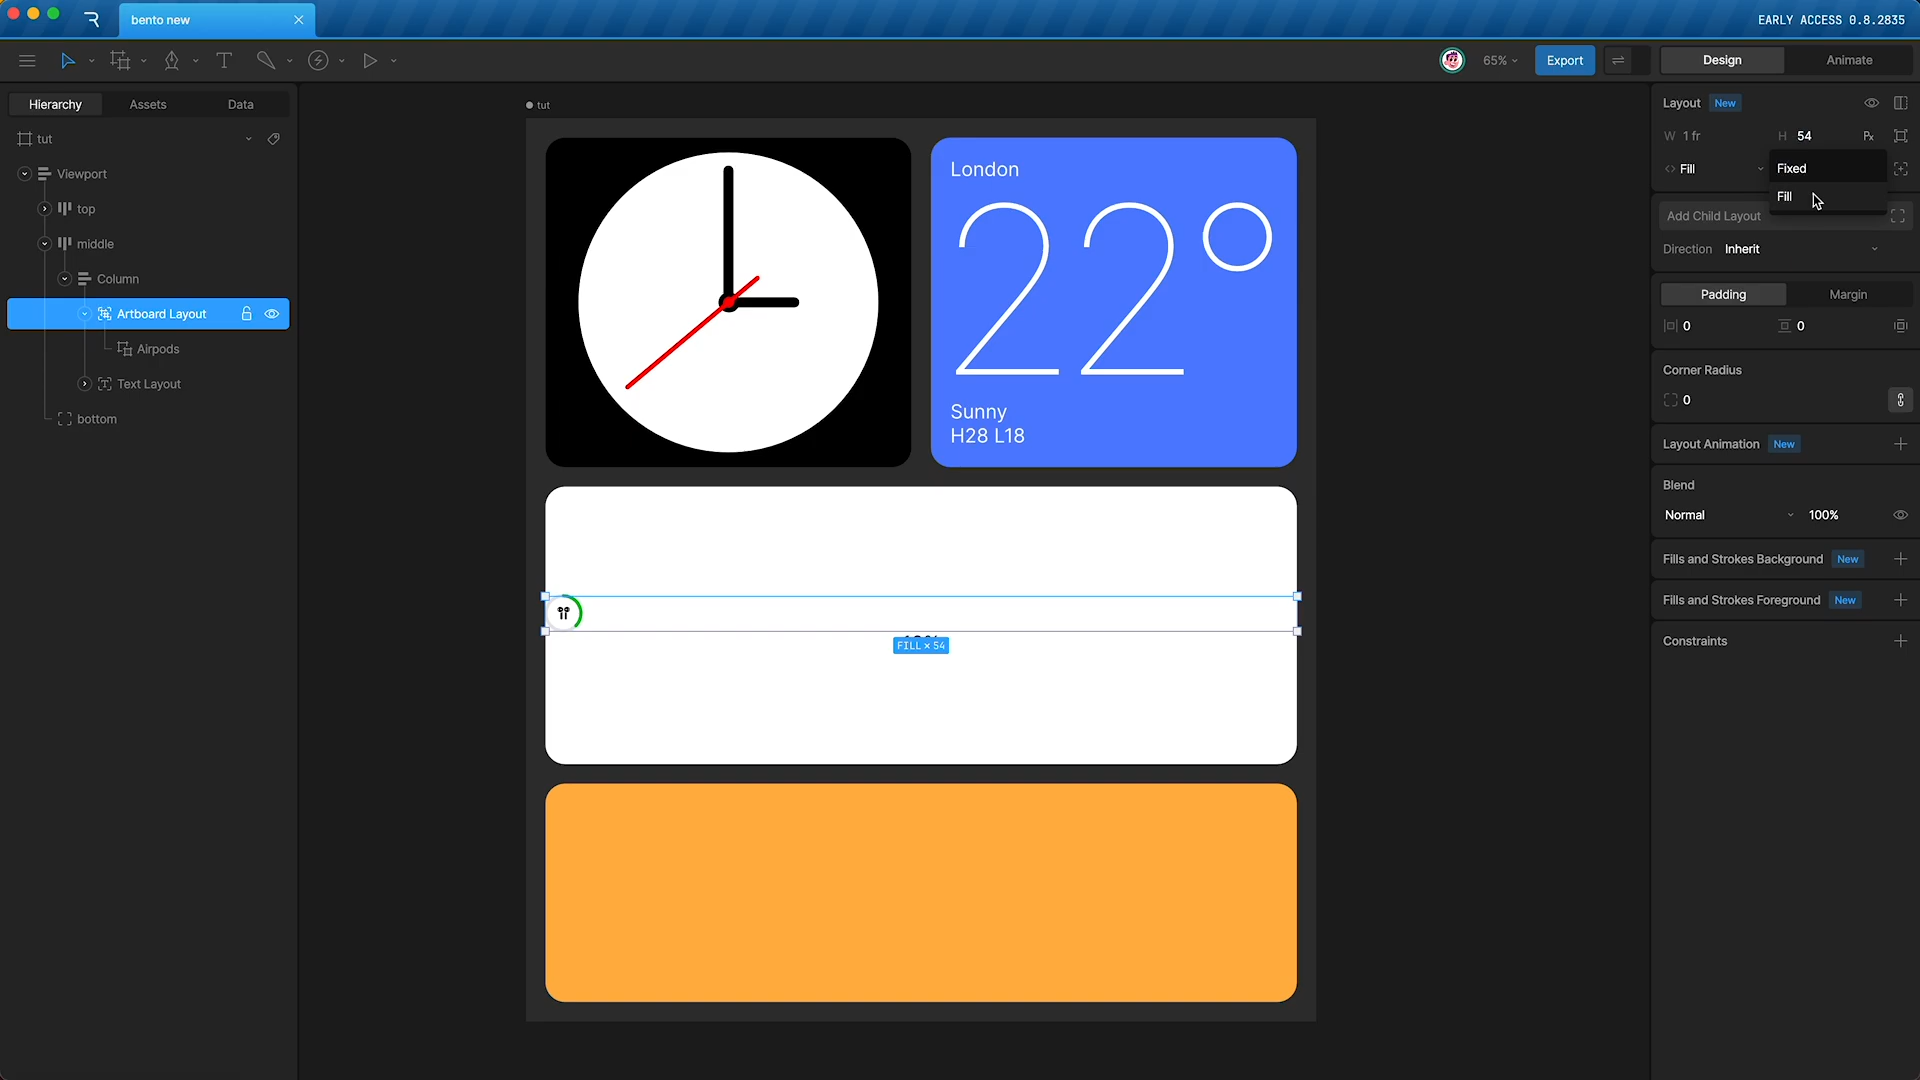 bento new
EARLY ACCESS 0.8.2835
65%
Export
Design
Animate
Hierarchy
Assets
Data
tut
Viewport
top
middle
Column
Artboard Layout
Airpods
Text Layout
bottom
tut
London
22°
Sunny
H28 L18
FILL × 54
Layout
New
W 1 fr
H 54
Px
Fill
Fixed
Fill
Add Child Layout
Direction
Inherit
Padding
Margin
0
0
Corner Radius
0
Layout Animation
New
Blend
Normal
100%
Fills and Strokes Background
New
Fills and Strokes Foreground
New
Constraints